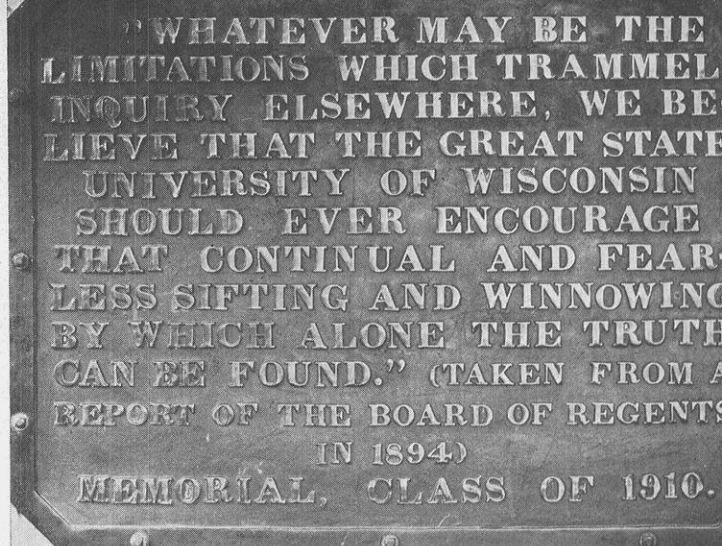 "WHATEVER MAY BE THE
LIMITATIONS WHICH TRAMMEL
INQUIRY ELSEWHERE, WE BE
LIEVE THAT THE GREAT STATE
UNIVERSITY OF WISCONSIN
SHOULD EVER ENCOURAGE
THAT CONTINUAL AND FEAR-
LESS SIFTING AND WINNOWING
BY WHICH ALONE THE TRUTH
CAN BE FOUND." (TAKEN FROM A
REPORT OF THE BOARD OF REGENTS
IN 1894)
MEMORIAL, CLASS OF 1910.